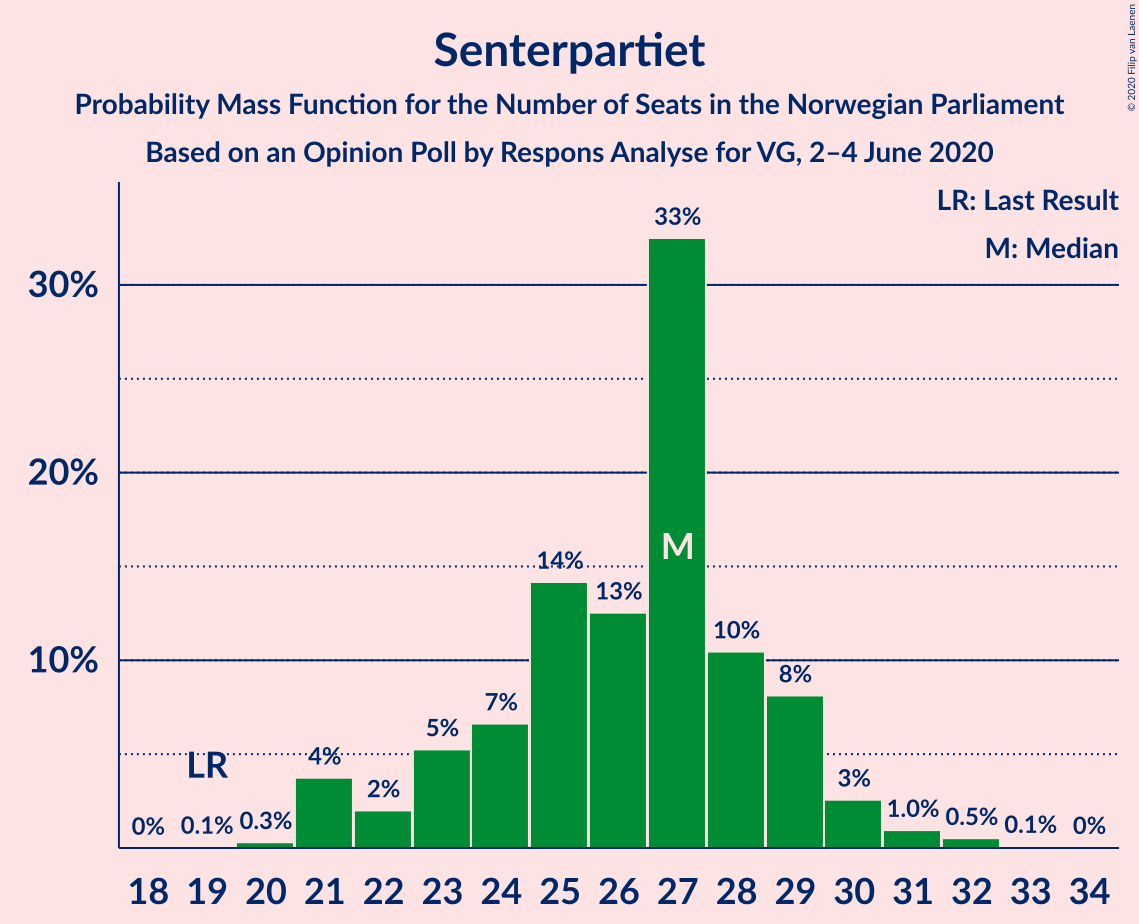 Senterpartiet
Probability Mass Function for the Number of Seats in the Norwegian Parliament
Based on an Opinion Poll by Respons Analyse for VG, 2–4 June 2020
© 2020 Filip van Laenen
LR: Last Result
M: Median
30%
20%
10%
0%
0.1%
0.3%
4%
2%
5%
7%
14%
13%
33%
10%
8%
3%
1.0%
0.5%
0.1%
0%
LR
M
18 19 20 21 22 23 24 25 26 27 28 29 30 31 32 33 34